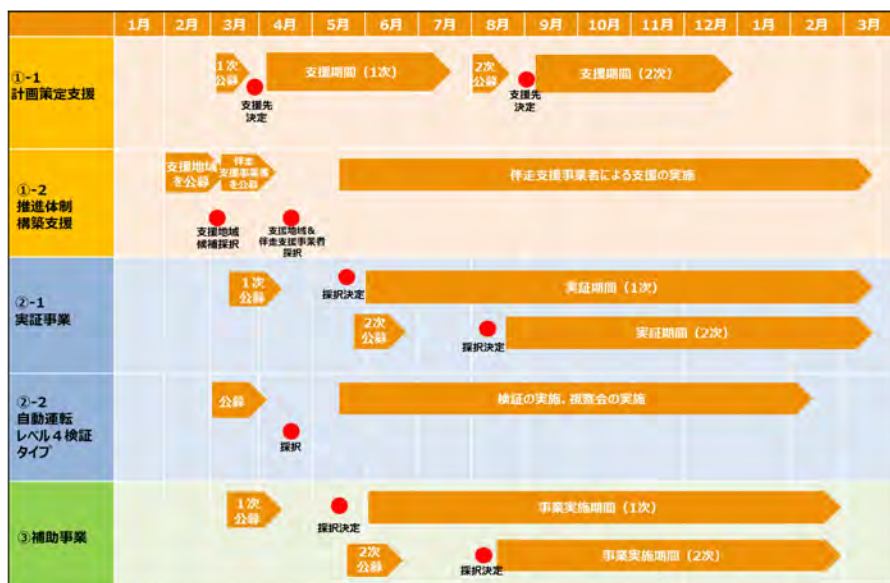 1月 2月 3月 4月 5月 6月 7月 8月 9月 10月 11月 12月 1月 2月 3月
①-1
計画策定支援
1次
公募
支援先
決定
支援期間（1次）
2次
公募
支援先
決定
支援期間（2次）
①-2
推進体制
構築支援
支援地域
を公募
伴走
支援事業者
を公募
支援地域
候補採択
支援地域&
伴走支援事業者
採択
伴走支援事業者による支援の実施
②-1
実証事業
1次
公募
採択決定
実証期間（1次）
2次
公募
採択決定
実証期間（2次）
②-2
自動運転
レベル4検証
タイプ
公募
採択
検証の実施、視察会の実施
③補助事業
1次
公募
採択決定
事業実施期間（1次）
2次
公募
採択決定
事業実施期間（2次）